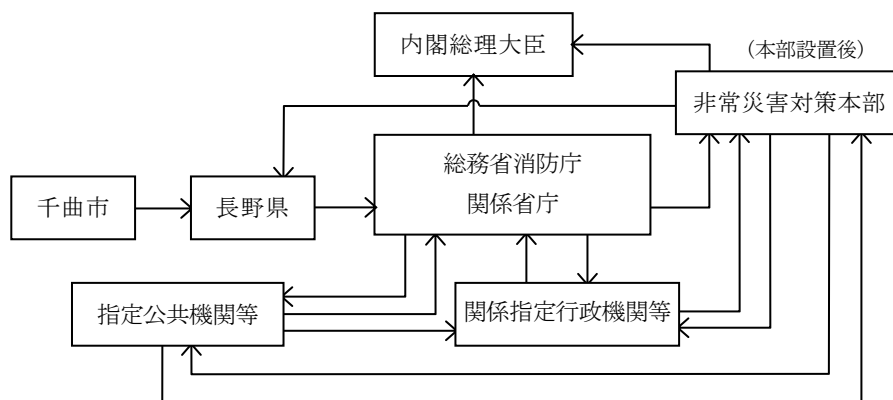 内閣総理大臣
（本部設置後）
非常災害対策本部
総務省消防庁
関係省庁
千曲市
長野県
指定公共機関等
関係指定行政機関等